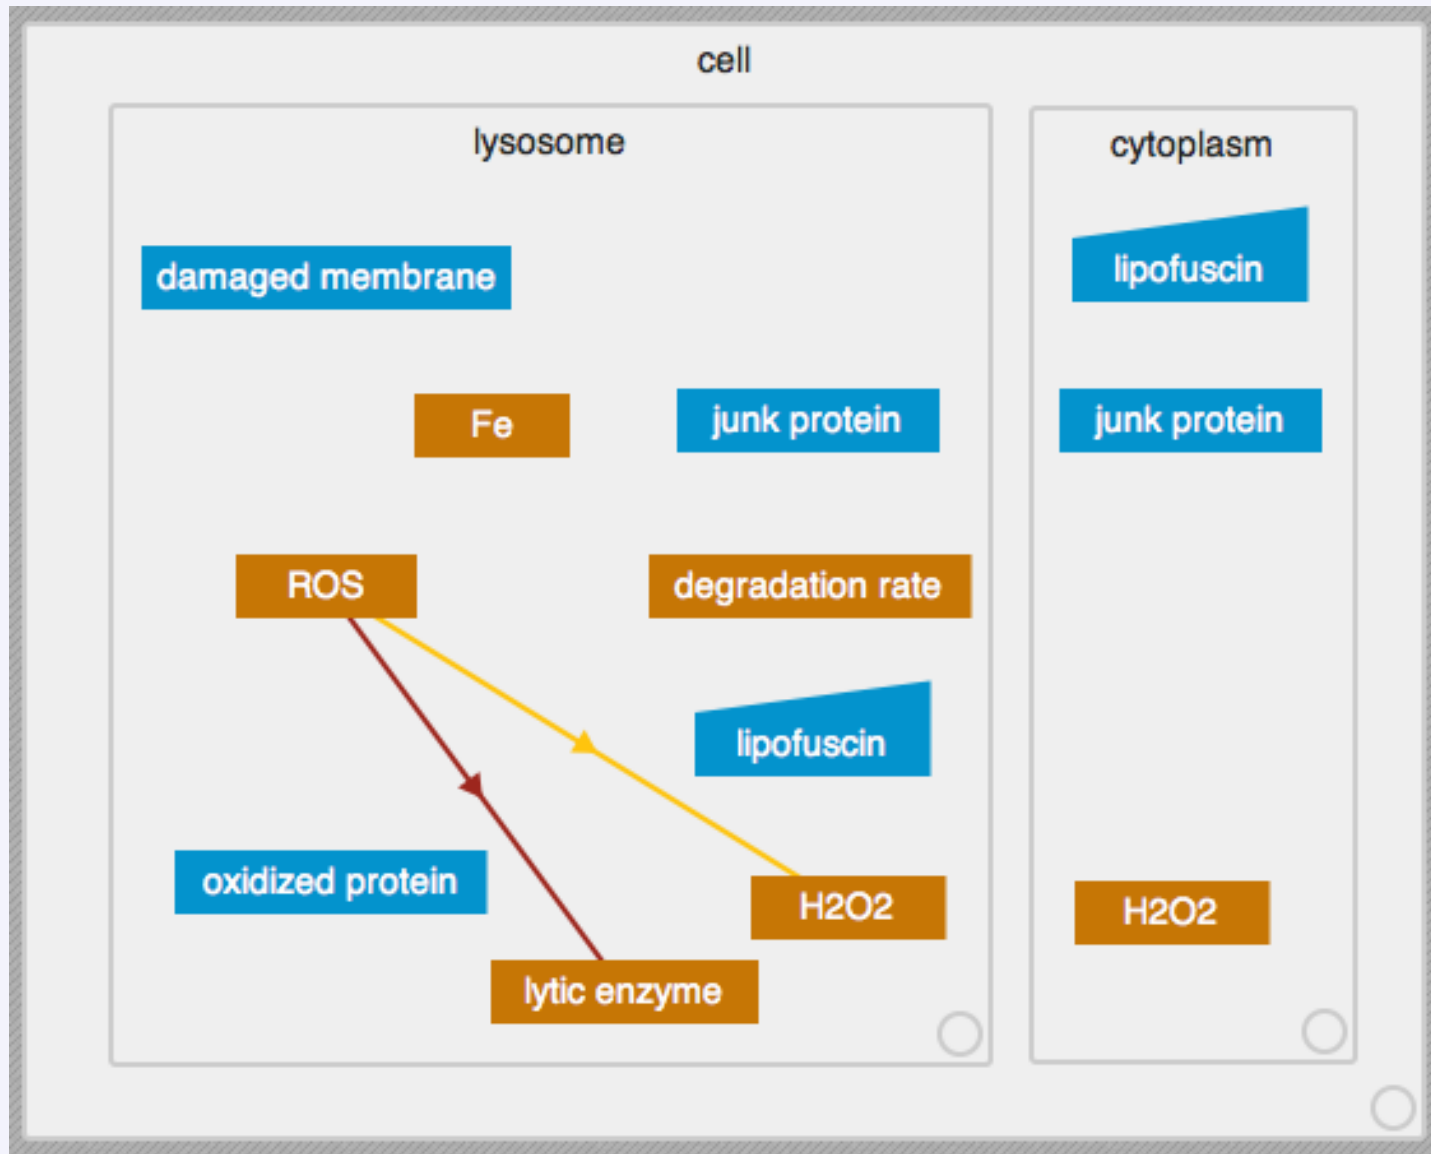 cell
lysosome
cytoplasm
damaged membrane
lipofuscin
Fe
junk protein
junk protein
ROS
degradation rate
lipofuscin
oxidized protein
H2O2
H2O2
lytic enzyme